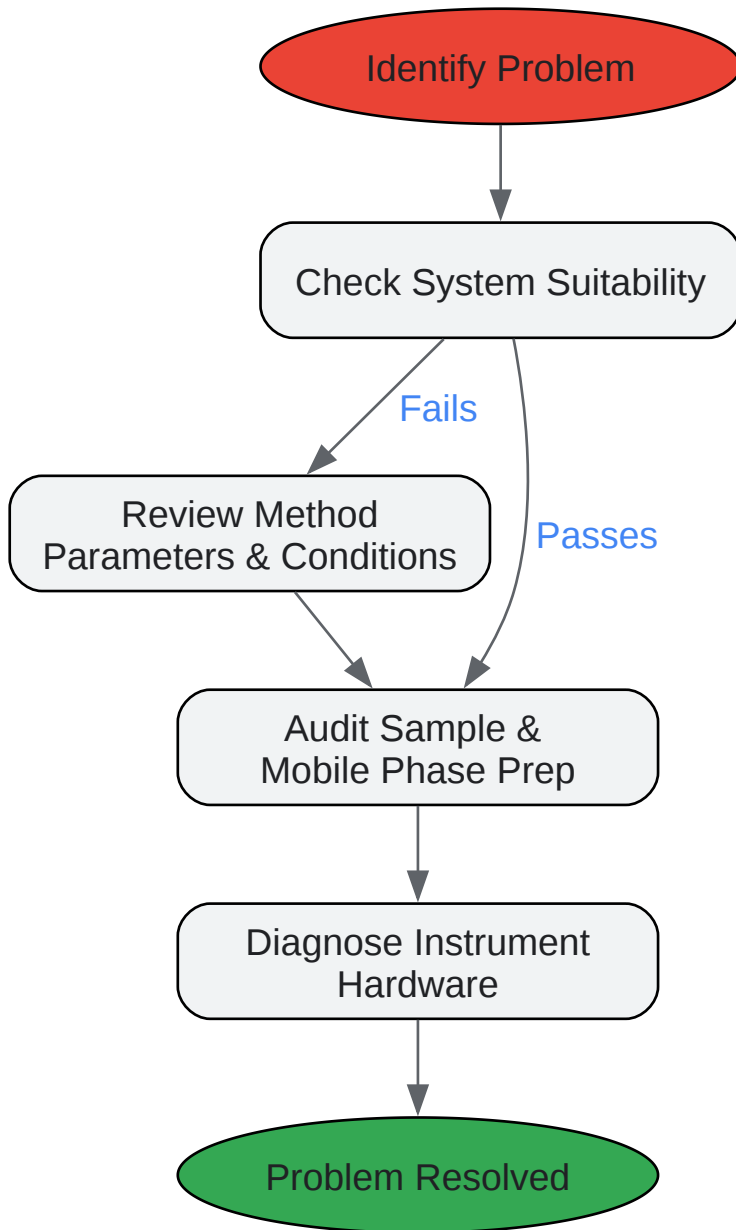 Identify Problem
Check System Suitability
Fails
Review Method
Parameters & Conditions
Passes
Audit Sample &
Mobile Phase Prep
Diagnose Instrument
Hardware
Problem Resolved